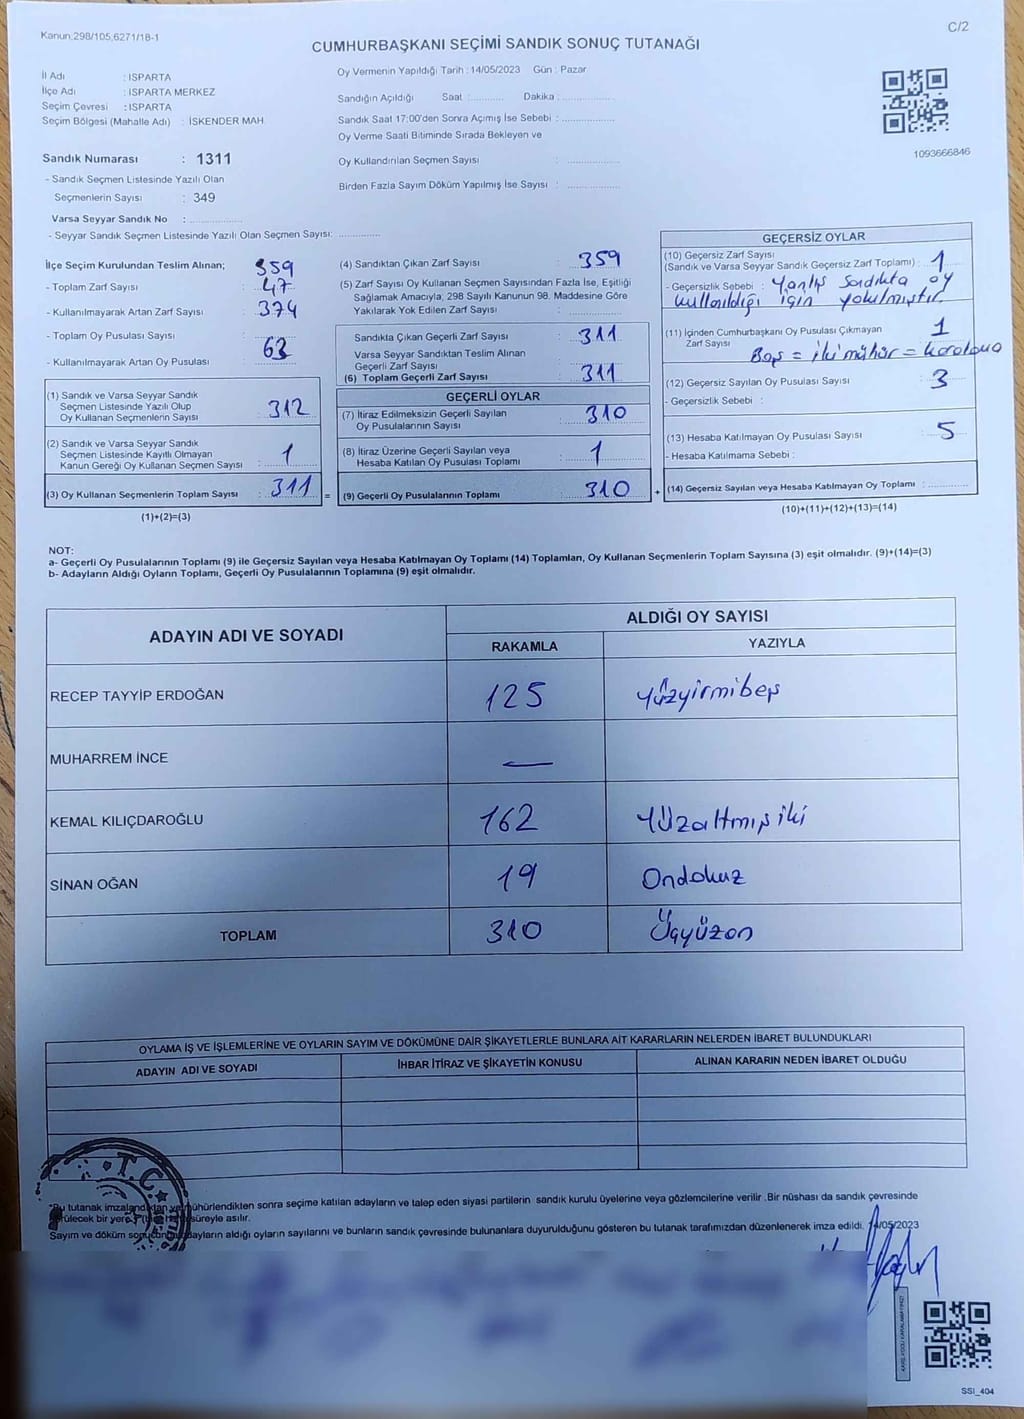 Kanun,298/105,6271/18-1
C/2
CUMHURBAŞKANI SEÇİMİ SANDIK SONUÇ TUTANAĞI
İl Adı : ISPARTA
İlçe Adı : ISPARTA MERKEZ
Seçim Çevresi : ISPARTA
Seçim Bölgesi (Mahalle Adı) : İSKENDER MAH.
Sandık Numarası : 1311
- Sandık Seçmen Listesinde Yazılı Olan
Seçmenlerin Sayısı : 349
Varsa Seyyar Sandık No : ..................
- Seyyar Sandık Seçmen Listesinde Yazılı Olan Seçmen Sayısı: ..............
Oy Vermenin Yapıldığı Tarih : 14/05/2023 Gün : Pazar
Sandığın Açıldığı Saat :............ Dakika :..................
Sandık Saat 17:00'den Sonra Açımış İse Sebebi : ..................
Oy Verme Saati Bitiminde Sırada Bekleyen ve
Oy Kullandırılan Seçmen Sayısı : ..................
Birden Fazla Sayım Döküm Yapılmış İse Sayısı : ..................
1093666846
İlçe Seçim Kurulundan Teslim Alınan; 359
- Toplam Zarf Sayısı : 47
- Kullanılmayarak Artan Zarf Sayısı : 374
- Toplam Oy Pusulası Sayısı :
- Kullanılmayarak Artan Oy Pusulası : 63
(1) Sandık ve Varsa Seyyar Sandık
Seçmen Listesinde Yazılı Olup
Oy Kullanan Seçmenlerin Sayısı : 312
(2) Sandık ve Varsa Seyyar Sandık
Seçmen Listesinde Kayıtlı Olmayan
Kanun Gereği Oy Kullanan Seçmen Sayısı : 1
(3) Oy Kullanan Seçmenlerin Toplam Sayısı : 311 =
(1)+(2)=(3)
(4) Sandıktan Çıkan Zarf Sayısı : 359
(5) Zarf Sayısı Oy Kullanan Seçmen Sayısından Fazla İse, Eşitliği
Sağlamak Amacıyla; 298 Sayılı Kanunun 98. Maddesine Göre
Yakılarak Yok Edilen Zarf Sayısı : ..................
Sandıkta Çıkan Geçerli Zarf Sayısı : 311
Varsa Seyyar Sandıktan Teslim Alınan
Geçerli Zarf Sayısı :
(6) Toplam Geçerli Zarf Sayısı : 311
GEÇERLİ OYLAR
(7) İtiraz Edilmeksizin Geçerli Sayılan
Oy Pusulalarının Sayısı : 310
(8) İtiraz Üzerine Geçerli Sayılan veya
Hesaba Katılan Oy Pusulası Toplamı : 1
(9) Geçerli Oy Pusulalarının Toplamı : 310 +
GEÇERSİZ OYLAR
(10) Geçersiz Zarf Sayısı
(Sandık ve Varsa Seyyar Sandık Geçersiz Zarf Toplamı) : 1
- Geçersizlik Sebebi : Yanlış sandıkta oy
kullanıldığı için yakılmıştır.
(11) İçinden Cumhurbaşkanı Oy Pusulası Çıkmayan
Zarf Sayısı : 1
Boş = iki mühür = karalama
(12) Geçersiz Sayılan Oy Pusulası Sayısı : 3
- Geçersizlik Sebebi :
(13) Hesaba Katılmayan Oy Pusulası Sayısı : 5
- Hesaba Katılmama Sebebi :
(14) Geçersiz Sayılan veya Hesaba Katılmayan Oy Toplamı : ............
(10)+(11)+(12)+(13)=(14)
NOT:
a- Geçerli Oy Pusulalarının Toplamı (9) ile Geçersiz Sayılan veya Hesaba Katılmayan Oy Toplamı (14) Toplamları, Oy Kullanan Seçmenlerin Toplam Sayısına (3) eşit olmalıdır. (9)+(14)=(3)
b- Adayların Aldığı Oyların Toplamı, Geçerli Oy Pusulalarının Toplamına (9) eşit olmalıdır.
ADAYIN ADI VE SOYADI ALDIĞI OY SAYISI
RAKAMLA YAZIYLA
RECEP TAYYİP ERDOĞAN 125 Yüzyirmibeş
MUHARREM İNCE —
KEMAL KILIÇDAROĞLU 162 Yüzaltmışiki
SİNAN OĞAN 19 Ondokuz
TOPLAM 310 Üçyüzon
OYLAMA İŞ VE İŞLEMLERİNE VE OYLARIN SAYIM VE DÖKÜMÜNE DAİR ŞİKAYETLERLE BUNLARA AİT KARARLARIN NELERDEN İBARET BULUNDUKLARI
ADAYIN ADI VE SOYADI İHBAR İTİRAZ VE ŞİKAYETİN KONUSU ALINAN KARARIN NEDEN İBARET OLDUĞU
T.C.
"Bu tutanak imzalandıktan ve mühürlendikten sonra seçime katılan adayların ve talep eden siyasi partilerin sandık kurulu üyelerine veya gözlemcilerine verilir .Bir nüshası da sandık çevresinde
görülecek bir yere süreyle asılır.
Sayım ve döküm sonucunu adayların aldığı oyların sayılarını ve bunların sandık çevresinde bulunanlara duyurulduğunu gösteren bu tutanak tarafımızdan düzenlenerek imza edildi. 14/05/2023
SSI_404